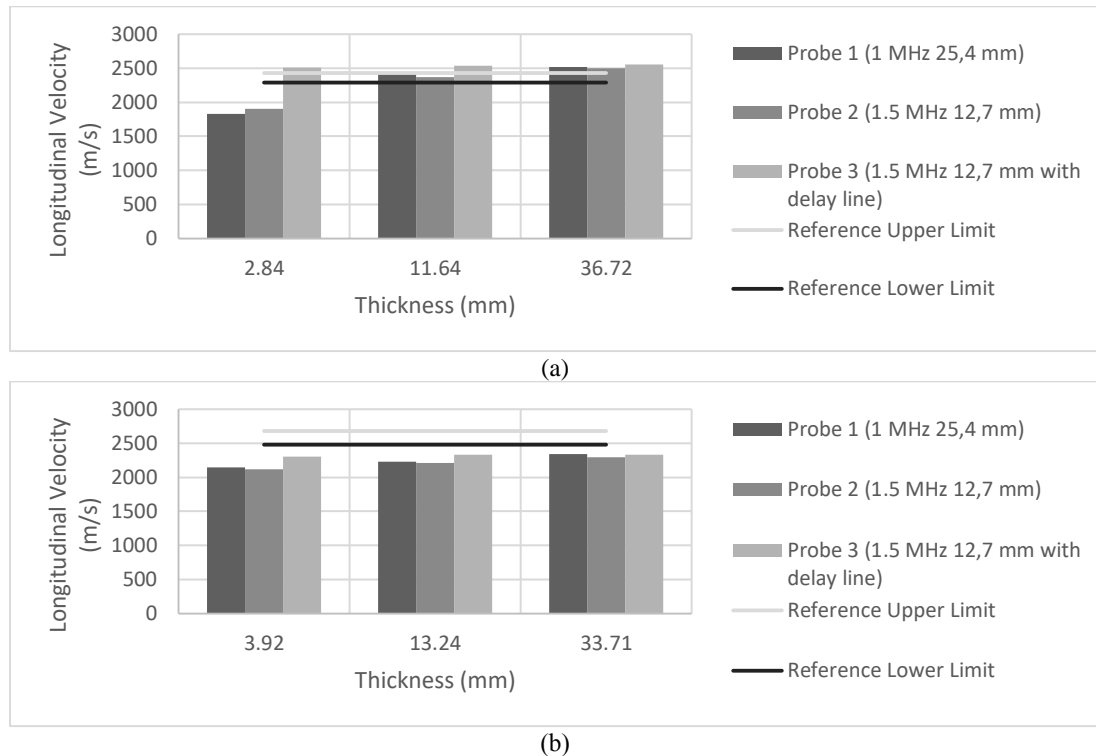 3000
2500
2000
1500
1000
500
0
Longitudinal Velocity
(m/s)
2.84 11.64 36.72
Thickness (mm)
Probe 1 (1 MHz 25,4 mm)
Probe 2 (1.5 MHz 12,7 mm)
Probe 3 (1.5 MHz 12,7 mm with
delay line)
Reference Upper Limit
Reference Lower Limit
(a)
3000
2500
2000
1500
1000
500
0
Longitudinal Velocity
(m/s)
3.92 13.24 33.71
Thickness (mm)
Probe 1 (1 MHz 25,4 mm)
Probe 2 (1.5 MHz 12,7 mm)
Probe 3 (1.5 MHz 12,7 mm with
delay line)
Reference Upper Limit
Reference Lower Limit
(b)